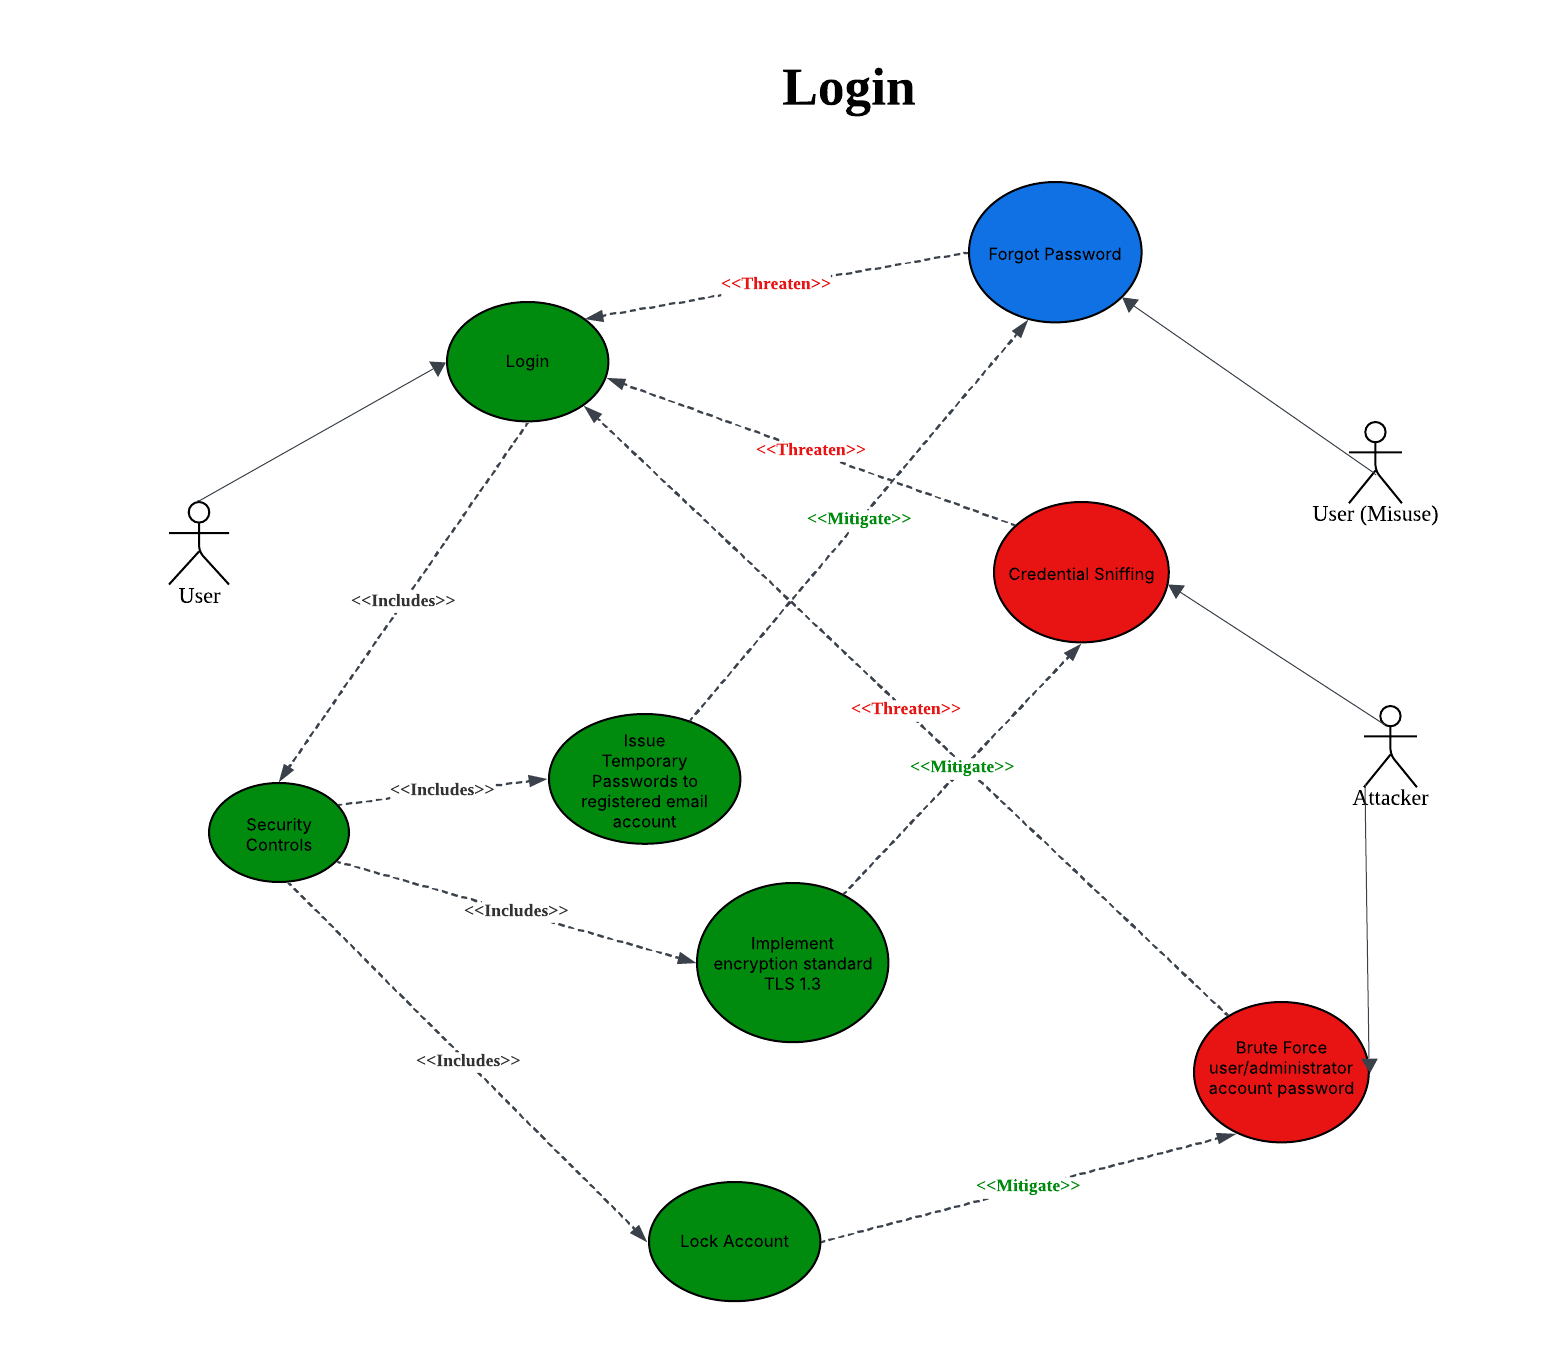 Login
Forgot Password
<<Threaten>>
Login
<<Threaten>>
User (Misuse)
<<Mitigate>>
Credential Sniffing
User
<<Includes>>
<<Threaten>>
Issue
Temporary
Passwords to
registered email
account
<<Mitigate>>
<<Includes>>
Attacker
Security
Controls
<<Includes>>
Implement
encryption standard
TLS 1.3
<<Includes>>
Brute Force
user/administrator
account password
<<Mitigate>>
Lock Account